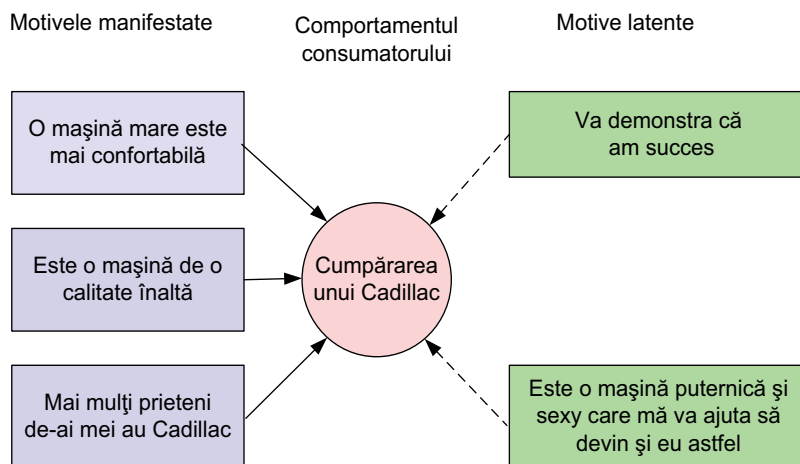 Motivele manifestate
Comportamentul
consumatorului
Motive latente
O maşină mare este
mai confortabilă
Este o maşină de o
calitate înaltă
Mai mulţi prieteni
de-ai mei au Cadillac
Cumpărarea
unui Cadillac
Va demonstra că
am succes
Este o maşină puternică şi
sexy care mă va ajuta să
devin şi eu astfel